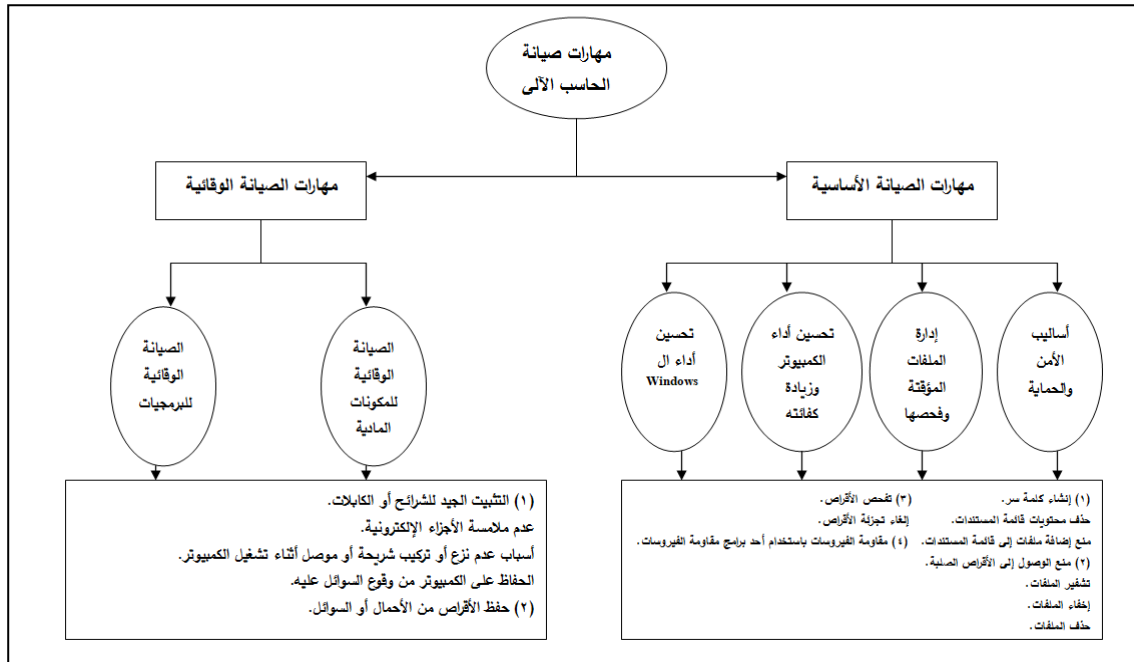 مهارات صيانة
الحاسب الآلى
مهارات الصيانة الأساسية
مهارات الصيانة الوقائية
أساليب
الأمن
والحماية
إدارة
الملفات
المؤقتة
وفحصها
تحسين أداء
الكمبيوتر
وزيادة
كفائته
تحسين
أداء ال
Windows
الصيانة
الوقائية
للمكونات
المادية
الصيانة
الوقائية
للبرمجيات
(١) إنشاء كلمة سر.
حذف محتويات قائمة المستندات.
منع إضافة ملفات إلى قائمة المستندات.
(٢) منع الوصول إلى الأقراص الصلبة.
تشفير الملفات.
إخفاء الملفات.
حذف الملفات.
(٣) تفحص الأقراص.
إلغاء تجزئة الأقراص.
(٤) مقاومة الفيروسات باستخدام أحد برامج مقاومة الفيروسات.
(١) التثبيت الجيد للشرائح أو الكابلات.
عدم ملامسة الأجزاء الإلكترونية.
أسباب عدم نزع أو تركيب شريحة أو موصل أثناء تشغيل الكمبيوتر.
الحفاظ على الكمبيوتر من وقوع السوائل عليه.
(٢) حفظ الأقراص من الأحمال أو السوائل.